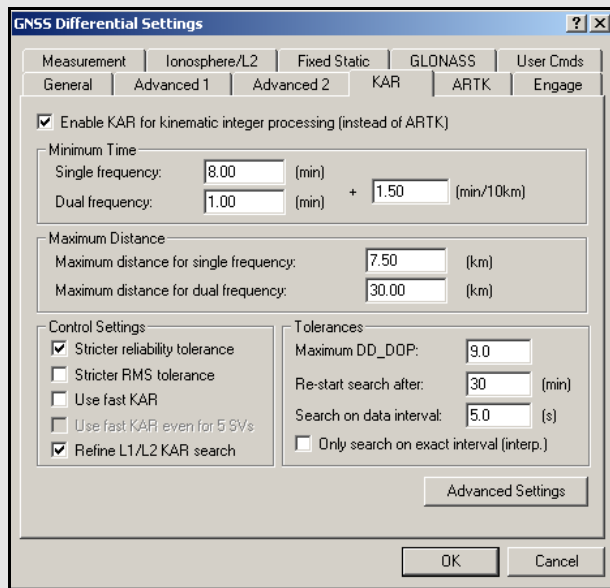 GNSS Differential Settings
Measurement Ionosphere/L2 Fixed Static GLONASS User Cmds
General Advanced 1 Advanced 2 KAR ARTK Engage
Enable KAR for kinematic integer processing (instead of ARTK)
Minimum Time
Single frequency: 8.00 (min)
Dual frequency: 1.00 (min) + 1.50 (min/10km)
Maximum Distance
Maximum distance for single frequency: 7.50 (km)
Maximum distance for dual frequency: 30.00 (km)
Control Settings
Stricter reliability tolerance
Stricter RMS tolerance
Use fast KAR
Use fast KAR even for 5 SVs
Refine L1/L2 KAR search
Tolerances
Maximum DD_DOP: 9.0
Re-start search after: 30 (min)
Search on data interval: 5.0 (s)
Only search on exact interval (interp.)
Advanced Settings
OK Cancel